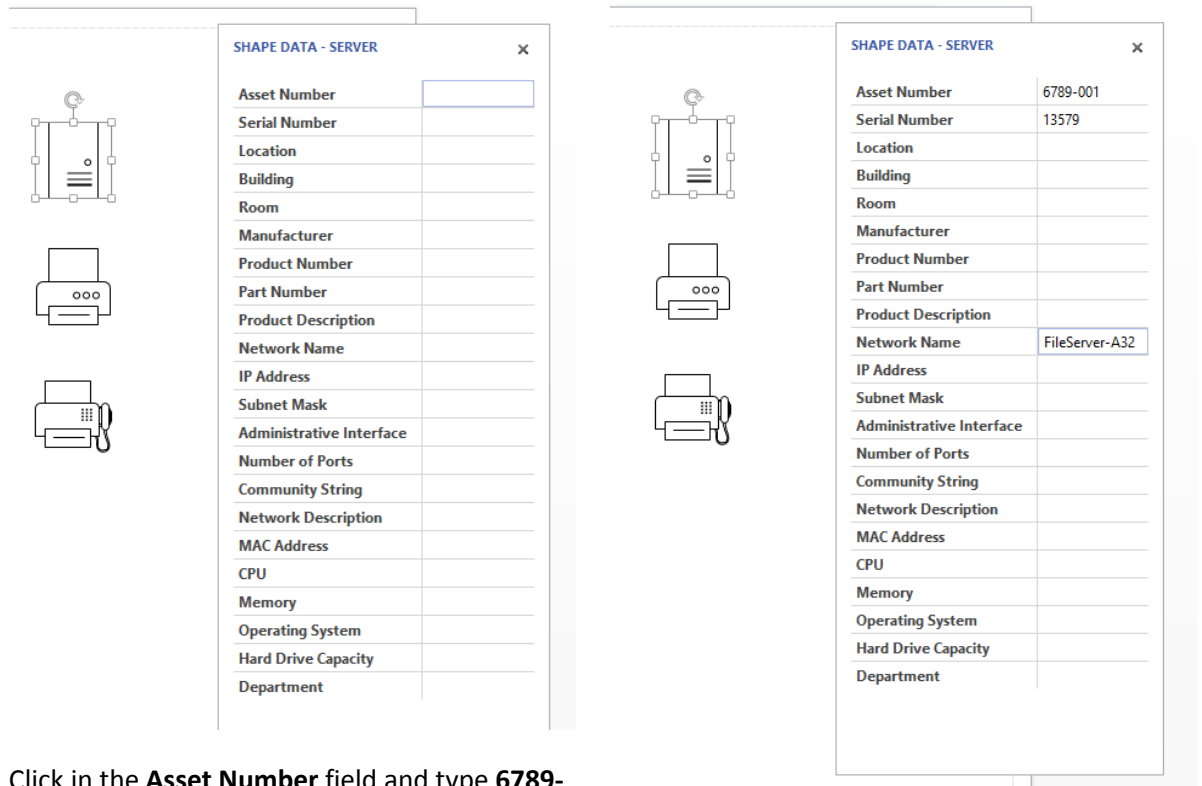 SHAPE DATA - SERVER
Asset Number
Serial Number
Location
Building
Room
Manufacturer
Product Number
Part Number
Product Description
Network Name
IP Address
Subnet Mask
Administrative Interface
Number of Ports
Community String
Network Description
MAC Address
CPU
Memory
Operating System
Hard Drive Capacity
Department
Click in the Asset Number field and type 6789-
SHAPE DATA - SERVER
Asset Number 6789-001
Serial Number 13579
Location
Building
Room
Manufacturer
Product Number
Part Number
Product Description
Network Name FileServer-A32
IP Address
Subnet Mask
Administrative Interface
Number of Ports
Community String
Network Description
MAC Address
CPU
Memory
Operating System
Hard Drive Capacity
Department